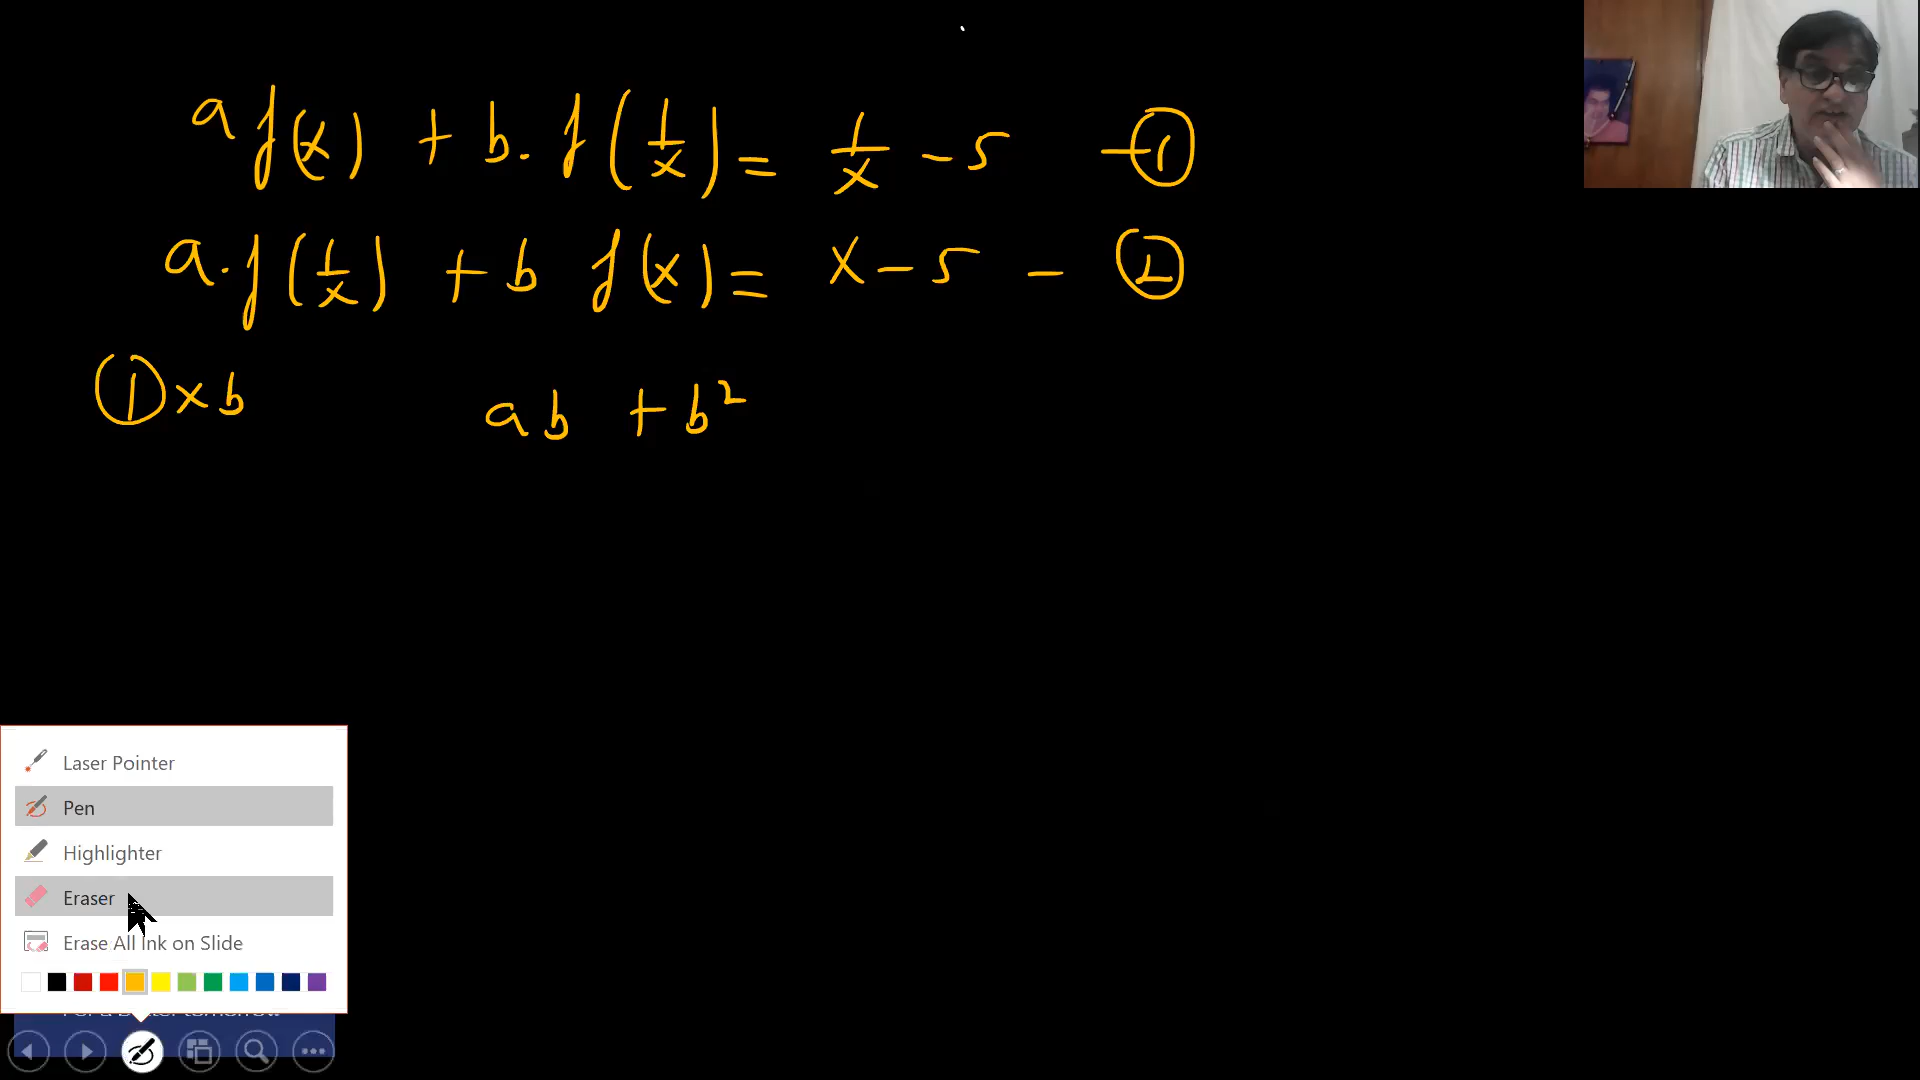 a f(x) + b. f(1/x) = 1/x - 5 — ①
a. f(1/x) + b f(x) = x - 5 - ②
① × b ab + b²
Laser Pointer
Pen
Highlighter
Eraser
Erase All Ink on Slide